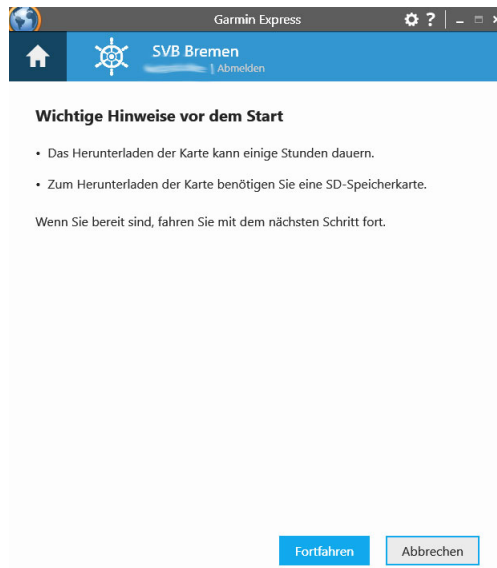 Garmin Express
SVB Bremen
| Abmelden
Wichtige Hinweise vor dem Start
• Das Herunterladen der Karte kann einige Stunden dauern.
• Zum Herunterladen der Karte benötigen Sie eine SD-Speicherkarte.
Wenn Sie bereit sind, fahren Sie mit dem nächsten Schritt fort.
Fortfahren Abbrechen